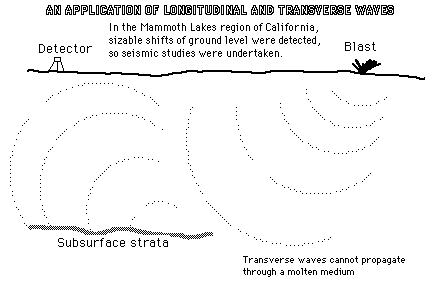 AN APPLICATION OF LONGITUDINAL AND TRANSVERSE WAVES
In the Mammoth Lakes region of California,
sizable shifts of ground level were detected,
so seismic studies were undertaken.
Detector
Blast
Subsurface strata
Transverse waves cannot propagate
through a molten medium